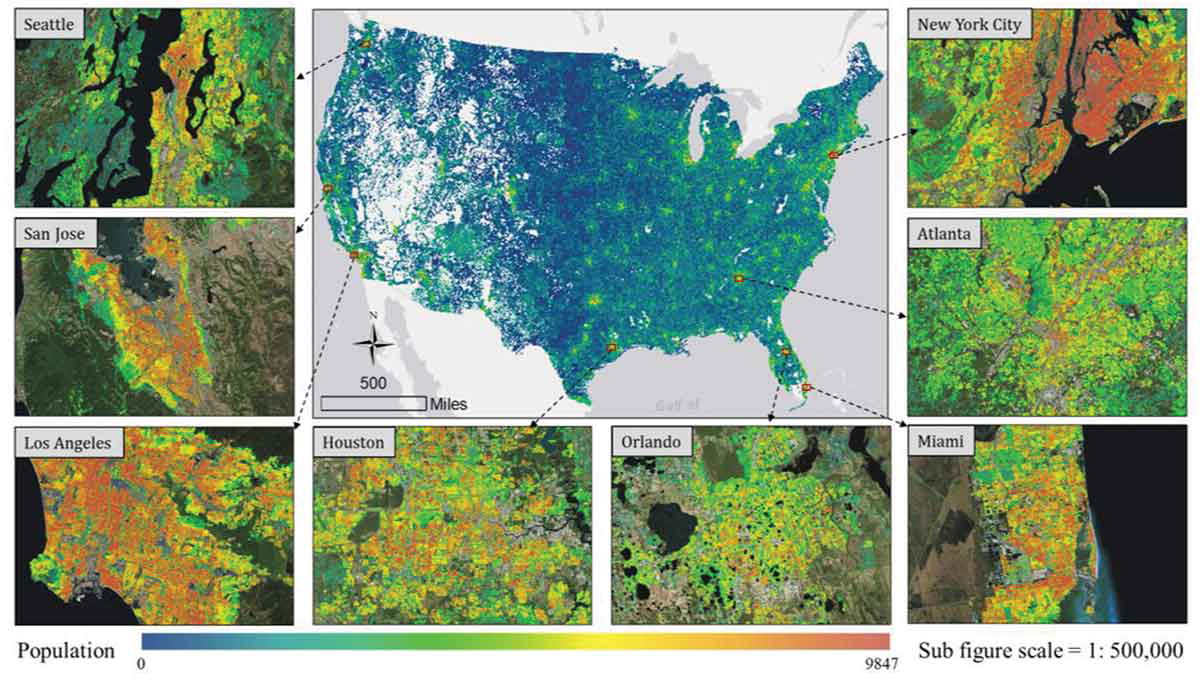 Seattle
New York City
San Jose
Atlanta
N
500
Miles
Gulf of
Los Angeles
Houston
Orlando
Miami
Population
0
9847
Sub figure scale = 1: 500,000